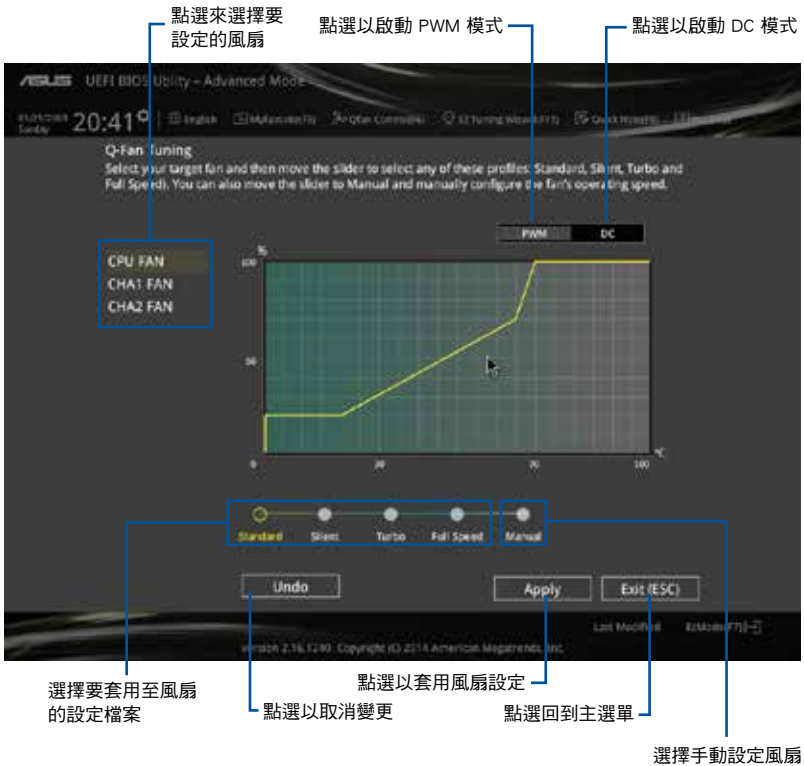 點選來選擇要
設定的風扇
點選以啟動 PWM 模式
點選以啟動 DC 模式
ASUS UEFI BIOS Utility – Advanced Mode
Sunday 20:41 English
Q-Fan Tuning
Select your target fan and then move the slider to select any of these profiles: Standard, Silent, Turbo and
Full Speed). You can also move the slider to Manual and manually configure the fan's operating speed.
PWM DC
CPU FAN
CHA1 FAN
CHA2 FAN
%
100
50
0 30 70 100
°C
Standard Silent Turbo Full Speed Manual
Undo Apply Exit (ESC)
Last Modified EzMode(F7)
Version 2.16.1240. Copyright (C) 2014 American Megatrends, Inc.
選擇要套用至風扇
的設定檔案
點選以取消變更
點選以套用風扇設定
點選回到主選單
選擇手動設定風扇